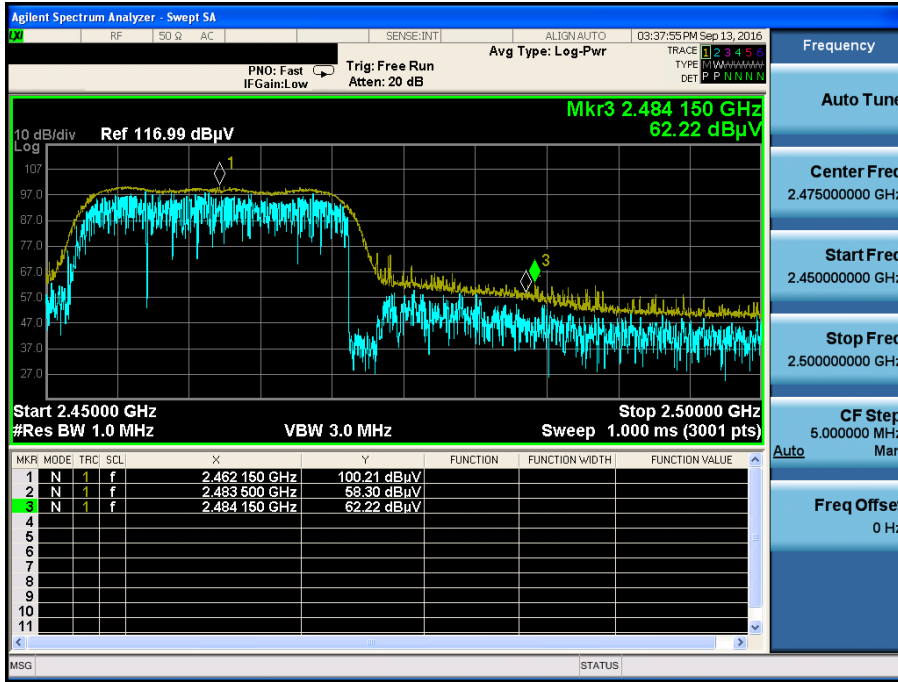 Agilent Spectrum Analyzer - Swept SA
LXI RF 50 Ω AC SENSE:INT ALIGN AUTO 03:37:55 PM Sep 13, 2016
Avg Type: Log-Pwr
TRACE 1 2 3 4 5 6
PNO: Fast Trig: Free Run
TYPE M W W W W W
IFGain:Low Atten: 20 dB
DET P P N N N N
Mkr3 2.484 150 GHz
62.22 dBµV
10 dB/div Ref 116.99 dBµV
Log
107
97.0
87.0
77.0
67.0
57.0
47.0
37.0
27.0
1
3
Start 2.45000 GHz Stop 2.50000 GHz
#Res BW 1.0 MHz VBW 3.0 MHz Sweep 1.000 ms (3001 pts)
MKR MODE TRC SCL X Y FUNCTION FUNCTION WIDTH FUNCTION VALUE
1 N 1 f 2.462 150 GHz 100.21 dBµV
2 N 1 f 2.483 500 GHz 58.30 dBµV
3 N 1 f 2.484 150 GHz 62.22 dBµV
4
5
6
7
8
9
10
11
MSG STATUS
Frequency
Auto Tune
Center Freq
2.475000000 GHz
Start Freq
2.450000000 GHz
Stop Freq
2.500000000 GHz
CF Step
5.000000 MHz
Auto Man
Freq Offset
0 Hz